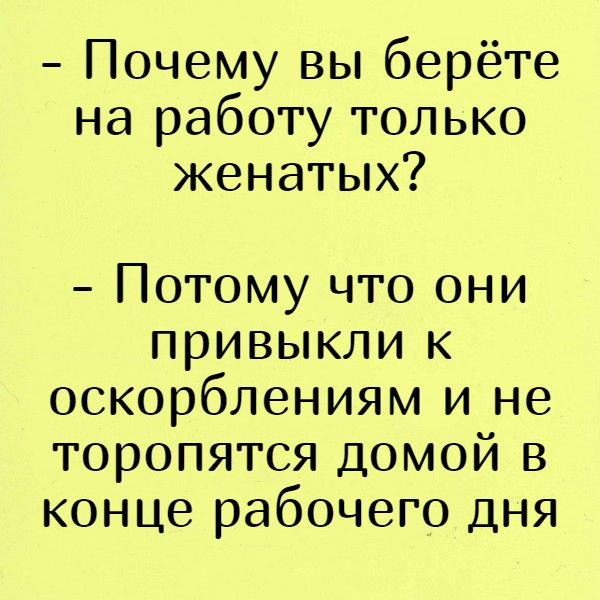 - Почему вы берёте
на работу только
женатых?
- Потому что они
привыкли к
оскорблениям и не
торопятся домой в
конце рабочего дня